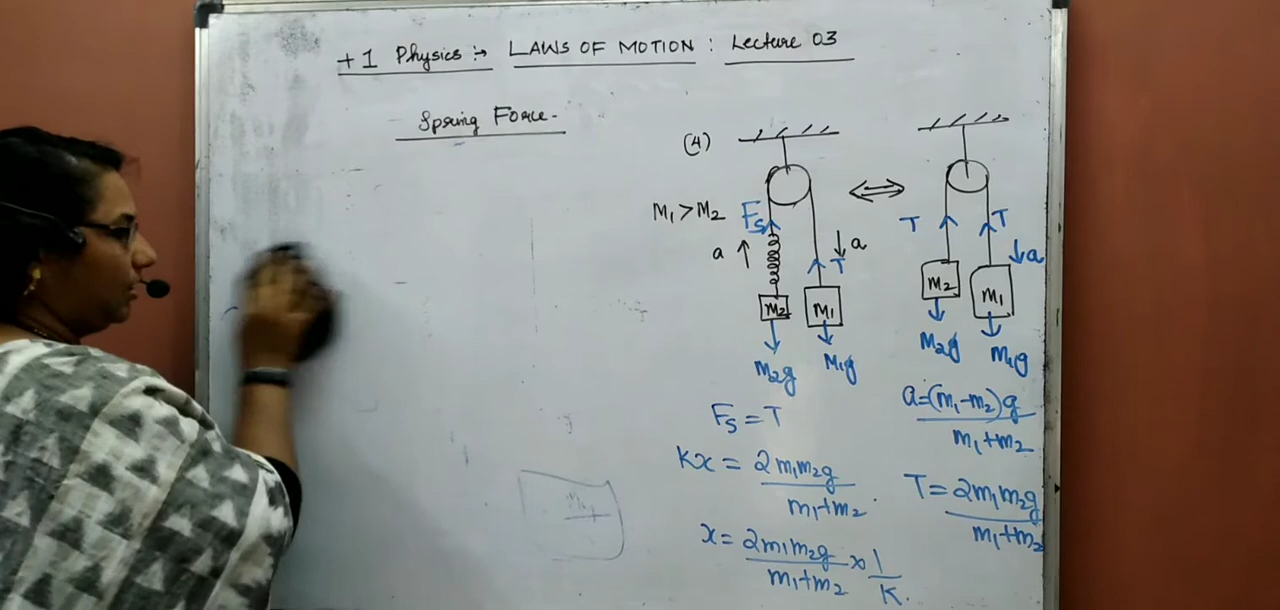 +1 Physics :→ LAWS OF MOTION : Lecture 03
Spring Force-
(4)
M₁ > M₂
Fs
a
a
T
M₂
M₁
M₂g
M₁g
T
T
a
M₂
M₁
M₂g
M₁g
Fs = T
Kx = 2m₁m₂g / m₁+m₂
x = 2m₁m₂g / m₁+m₂ × 1/K.
a = (m₁-m₂)g / m₁+m₂
T = 2m₁m₂g / m₁+m₂